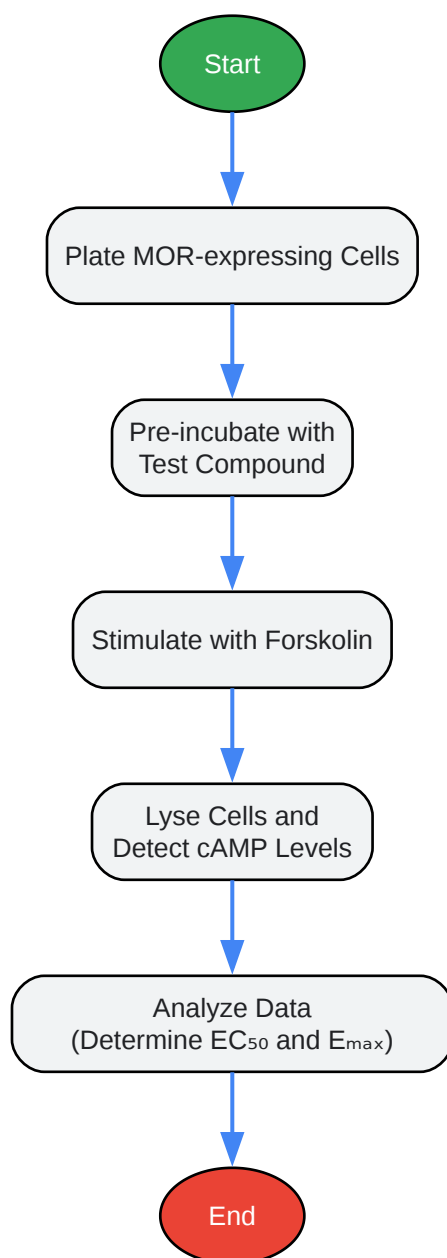 Start
Plate MOR-expressing Cells
Pre-incubate with
Test Compound
Stimulate with Forskolin
Lyse Cells and
Detect cAMP Levels
Analyze Data
(Determine EC₅₀ and Eₘₐₓ)
End